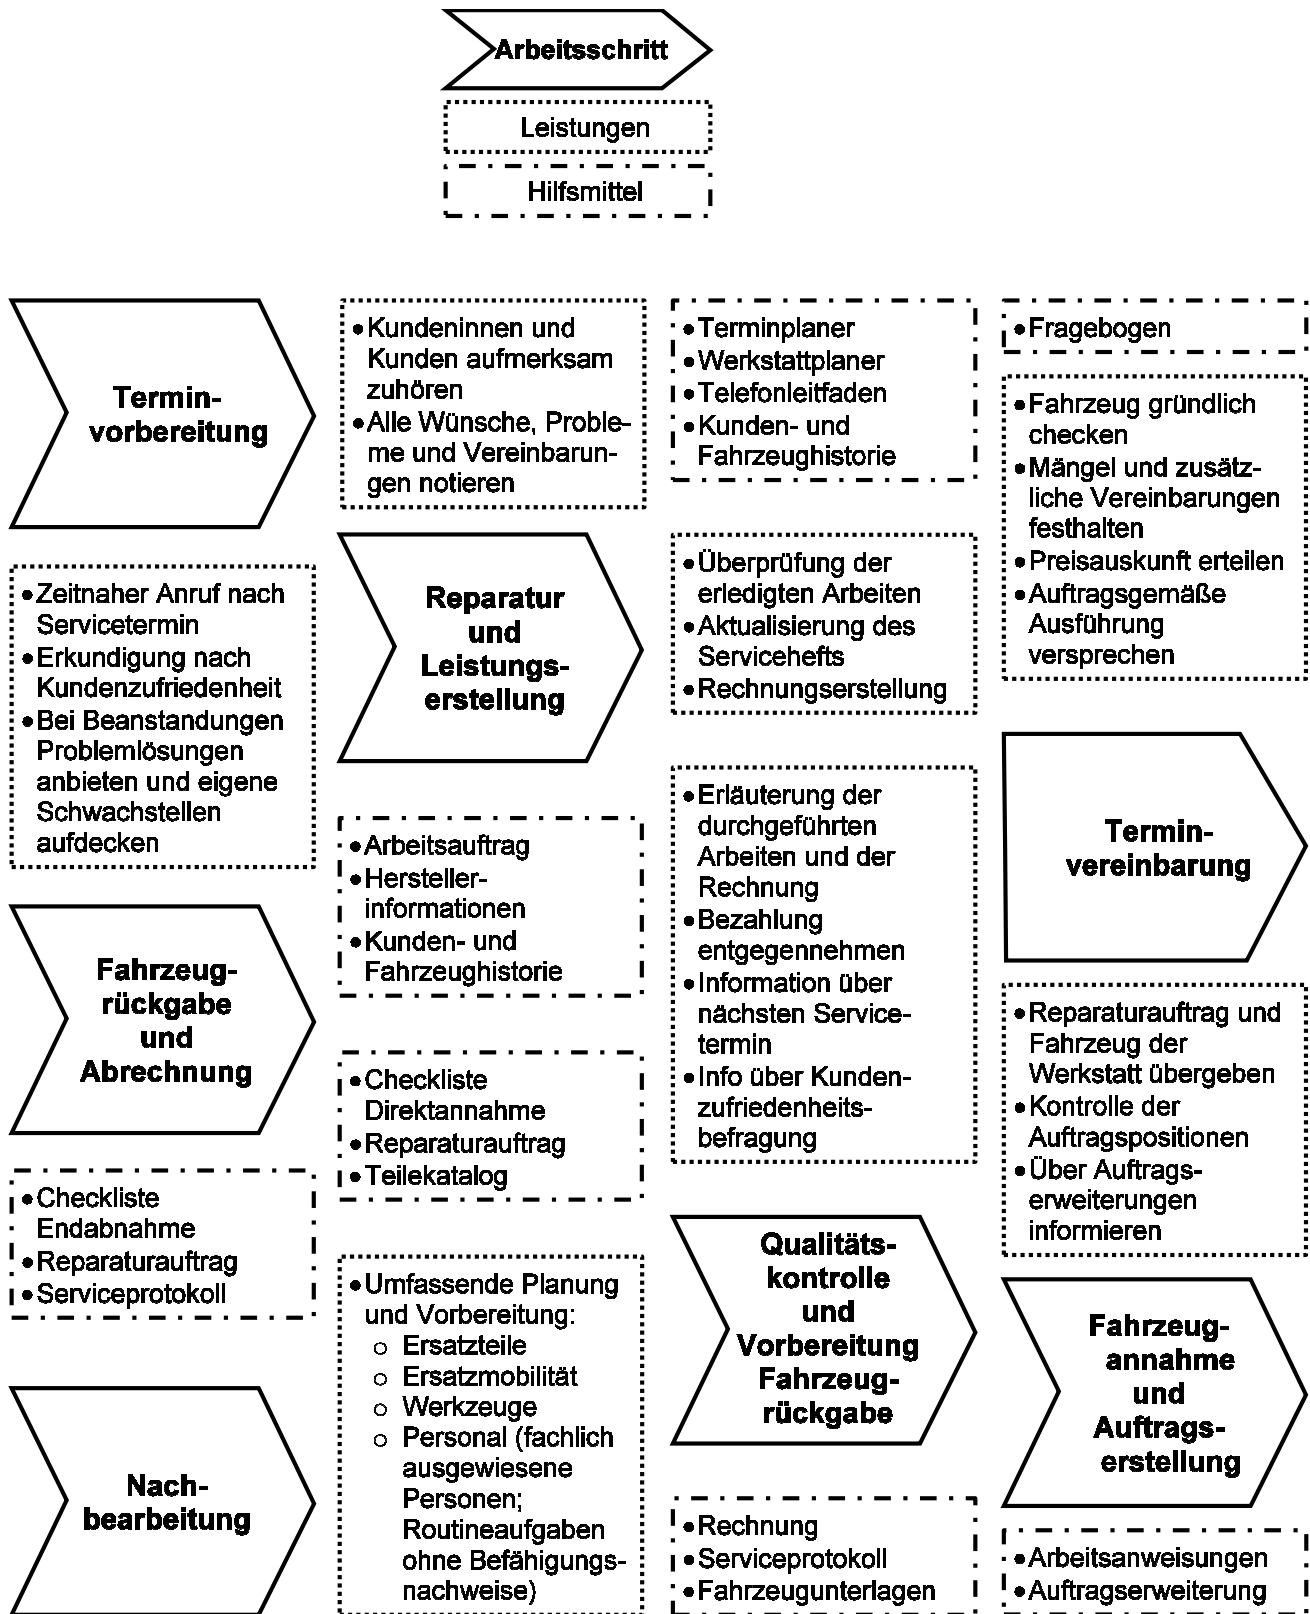 Arbeitsschritt
Leistungen
Hilfsmittel
Termin-
vorbereitung
•Zeitnaher Anruf nach
Servicetermin
•Erkundigung nach
Kundenzufriedenheit
•Bei Beanstandungen
Problemlösungen
anbieten und eigene
Schwachstellen
aufdecken
Fahrzeug-
rückgabe
und
Abrechnung
•Checkliste
Endabnahme
•Reparaturauftrag
•Serviceprotokoll
Nach-
bearbeitung
•Kundeninnen und
Kunden aufmerksam
zuhören
•Alle Wünsche, Proble-
me und Vereinbarun-
gen notieren
Reparatur
und
Leistungs-
erstellung
•Arbeitsauftrag
•Hersteller-
informationen
•Kunden- und
Fahrzeughistorie
•Checkliste
Direktannahme
•Reparaturauftrag
•Teilekatalog
•Umfassende Planung
und Vorbereitung:
o Ersatzteile
o Ersatzmobilität
o Werkzeuge
o Personal (fachlich
ausgewiesene
Personen;
Routineaufgaben
ohne Befähigungs-
nachweise)
•Terminplaner
•Werkstattplaner
•Telefonleitfaden
•Kunden- und
Fahrzeughistorie
•Überprüfung der
erledigten Arbeiten
•Aktualisierung des
Servicehefts
•Rechnungserstellung
•Erläuterung der
durchgeführten
Arbeiten und der
Rechnung
•Bezahlung
entgegennehmen
•Information über
nächsten Service-
termin
•Info über Kunden-
zufriedenheits-
befragung
Qualitäts-
kontrolle
und
Vorbereitung
Fahrzeug-
rückgabe
•Rechnung
•Serviceprotokoll
•Fahrzeugunterlagen
•Fragebogen
•Fahrzeug gründlich
checken
•Mängel und zusätz-
liche Vereinbarungen
festhalten
•Preisauskunft erteilen
•Auftragsgemäße
Ausführung
versprechen
Termin-
vereinbarung
•Reparaturauftrag und
Fahrzeug der
Werkstatt übergeben
•Kontrolle der
Auftragspositionen
•Über Auftrags-
erweiterungen
informieren
Fahrzeug-
annahme
und
Auftrags-
erstellung
•Arbeitsanweisungen
•Auftragserweiterung